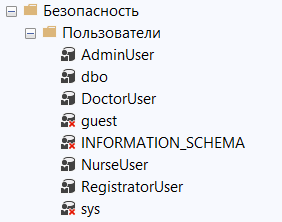 Безопасность
Пользователи
AdminUser
dbo
DoctorUser
guest
INFORMATION_SCHEMA
NurseUser
RegistratorUser
sys